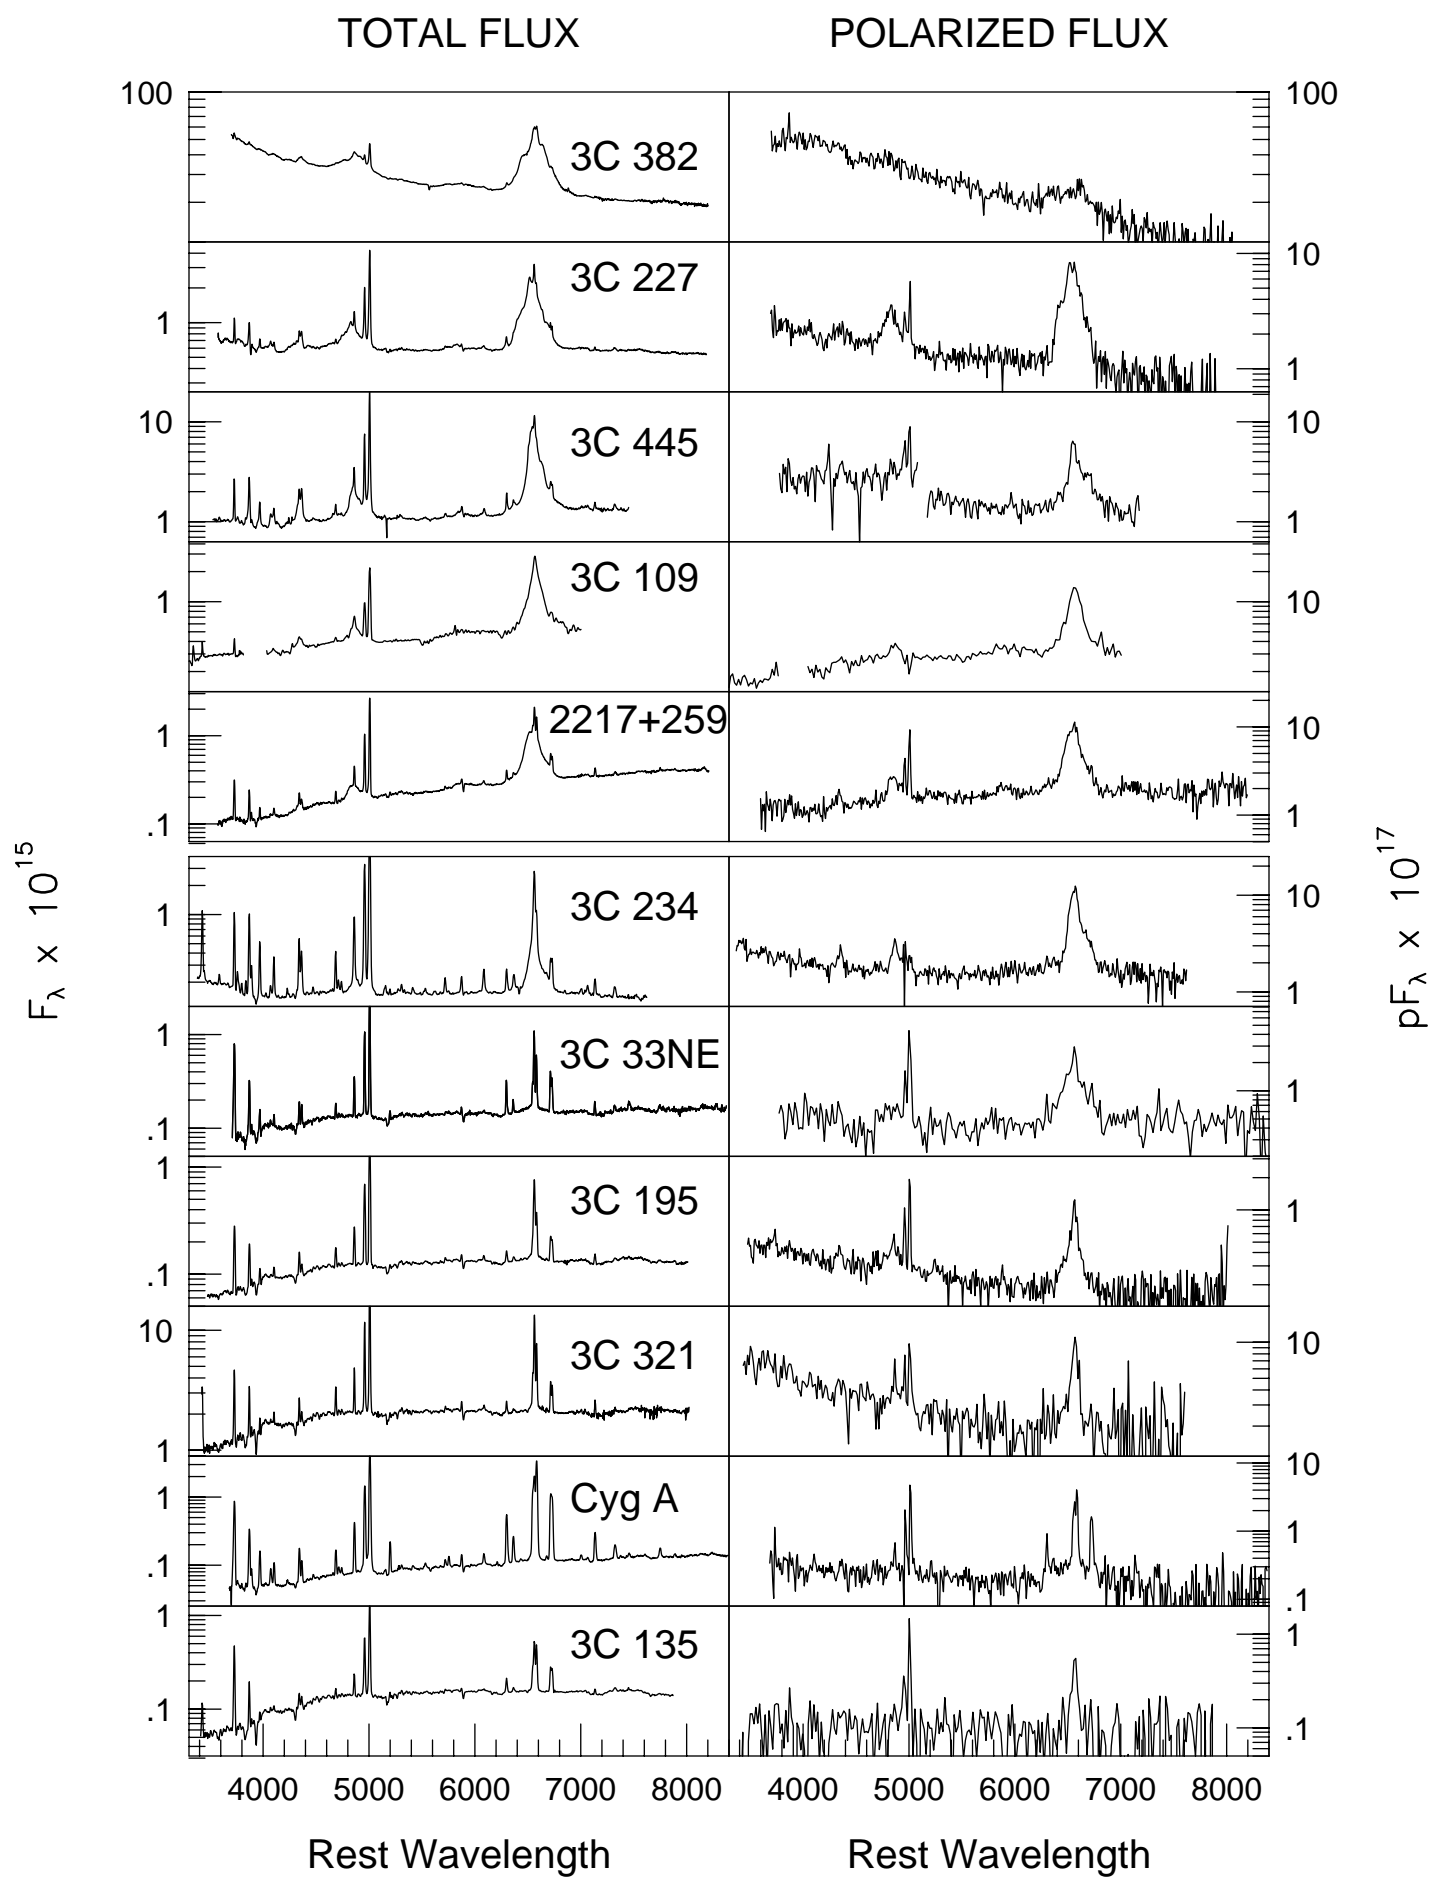 TOTAL FLUX
POLARIZED FLUX
100
3C 382
100
3C 227
10
1
1
10
3C 445
10
1
1
3C 109
1
10
2217+259
1
10
.1
1
F_λ x 10^15
pF_λ x 10^17
3C 234
1
10
1
3C 33NE
1
1
.1
3C 195
1
1
.1
3C 321
10
10
1
Cyg A
10
1
1
.1
.1
3C 135
1
1
.1
.1
4000 5000 6000 7000 8000
4000 5000 6000 7000 8000
Rest Wavelength
Rest Wavelength